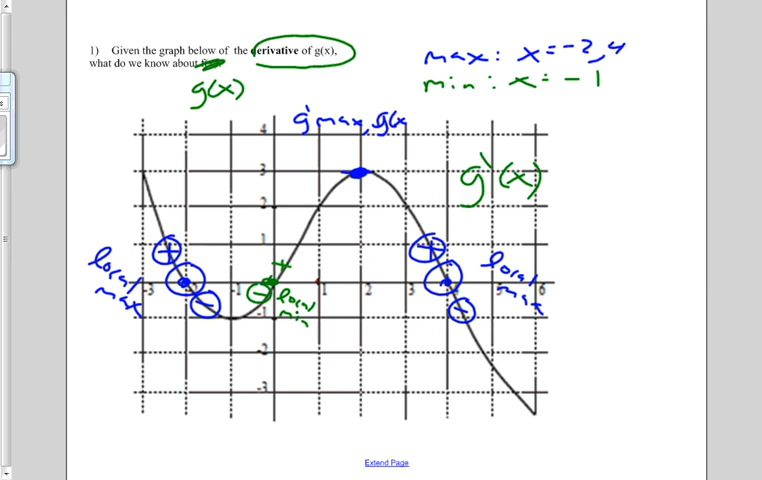 1) Given the graph below of the derivative of g(x),
what do we know about
g(x)
max: x=-2,4
min: x=-1
g' max, g(x
g'(x)
4
3
2
1
-3 -1 1 2 3 5 6
-1
-2
-3
+
-
local
max
+
-
local
min
+
-
local
max
Extend Page